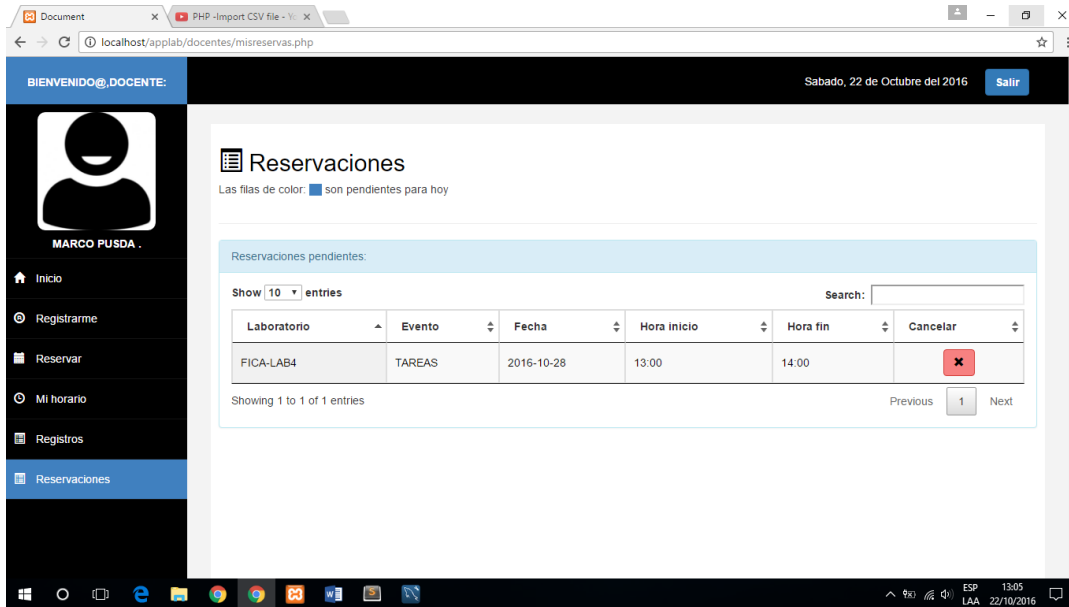 Document
PHP -Import CSV file - Yo
localhost/applab/docentes/misreservas.php
BIENVENIDO@,DOCENTE:
Sabado, 22 de Octubre del 2016
Salir
MARCO PUSDA .
Inicio
Registrarme
Reservar
Mi horario
Registros
Reservaciones
Reservaciones
Las filas de color: son pendientes para hoy
Reservaciones pendientes:
Show 10 entries
Search:
Laboratorio Evento Fecha Hora inicio Hora fin Cancelar
FICA-LAB4 TAREAS 2016-10-28 13:00 14:00
Showing 1 to 1 of 1 entries
Previous 1 Next
ESP 13:05
LAA 22/10/2016